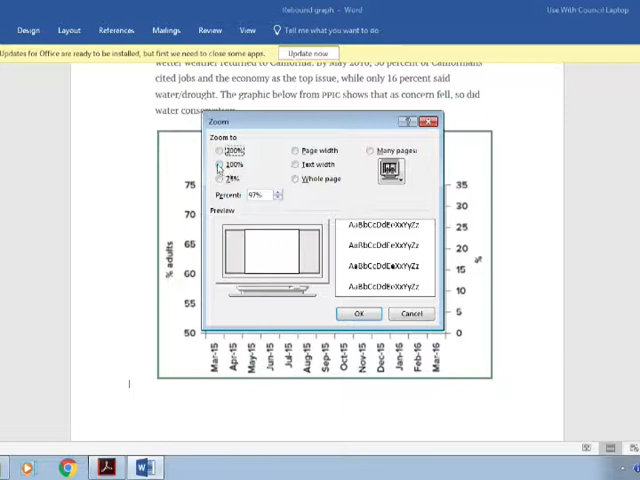 Rebound graph - Word
Use With Council Laptop
Design
Layout
References
Mailings
Review
View
Tell me what you want to do
Updates for Office are ready to be installed, but first we need to close some apps.
Update now
wetter weather returned to California. By May 2016, 30 percent of Californians
cited jobs and the economy as the top issue, while only 16 percent said
water/drought. The graphic below from PPIC shows that as concern fell, so did
water conservation.
Zoom
Zoom to
200%
Page width
Many pages:
100%
Text width
75%
Whole page
Percent:
97%
Preview
AaBbCcDdEeXxYyZz
AaBbCcDdEeXxYyZz
AaBbCcDdEeXxYyZz
AaBbCcDdEeXxYyZz
OK
Cancel
75
70
65
60
55
50
% adults
35
30
25
20
15
10
5
0
%
Mar-15
Apr-15
May-15
Jun-15
Jul-15
Aug-15
Sep-15
Oct-15
Nov-15
Dec-15
Jan-16
Feb-16
Mar-16